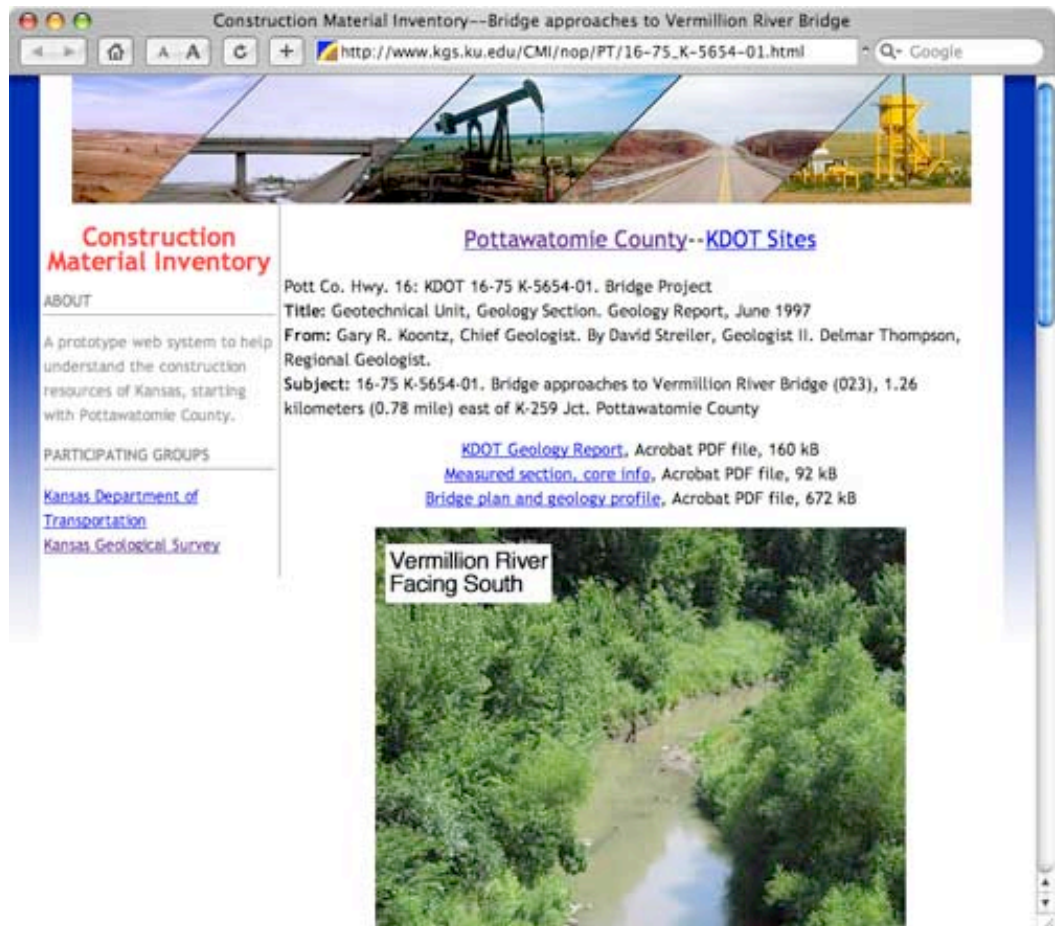 Construction Material Inventory--Bridge approaches to Vermillion River Bridge
A A C + http://www.kgs.ku.edu/CMI/nop/PT/16-75_K-5654-01.html Q Google
Construction
Material Inventory
ABOUT
A prototype web system to help
understand the construction
resources of Kansas, starting
with Pottawatomie County.
PARTICIPATING GROUPS
Kansas Department of
Transportation
Kansas Geological Survey
Pottawatomie County--KDOT Sites
Pott Co. Hwy. 16: KDOT 16-75 K-5654-01. Bridge Project
Title: Geotechnical Unit, Geology Section. Geology Report, June 1997
From: Gary R. Koontz, Chief Geologist. By David Streiler, Geologist II. Delmar Thompson,
Regional Geologist.
Subject: 16-75 K-5654-01. Bridge approaches to Vermillion River Bridge (023), 1.26
kilometers (0.78 mile) east of K-259 Jct. Pottawatomie County
KDOT Geology Report, Acrobat PDF file, 160 kB
Measured section, core info, Acrobat PDF file, 92 kB
Bridge plan and geology profile, Acrobat PDF file, 672 kB
Vermillion River
Facing South